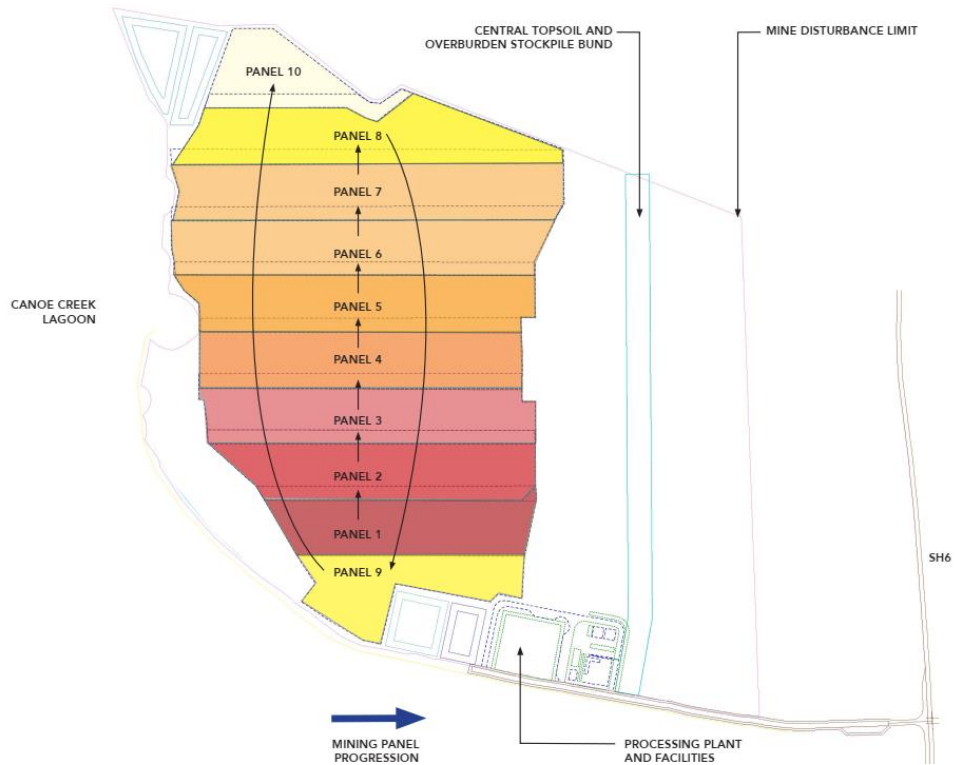 CENTRAL TOPSOIL AND
OVERBURDEN STOCKPILE BUND
MINE DISTURBANCE LIMIT
PANEL 10
PANEL 8
PANEL 7
PANEL 6
CANOE CREEK
LAGOON
PANEL 5
PANEL 4
PANEL 3
PANEL 2
PANEL 1
SH6
PANEL 9
MINING PANEL
PROGRESSION
PROCESSING PLANT
AND FACILITIES